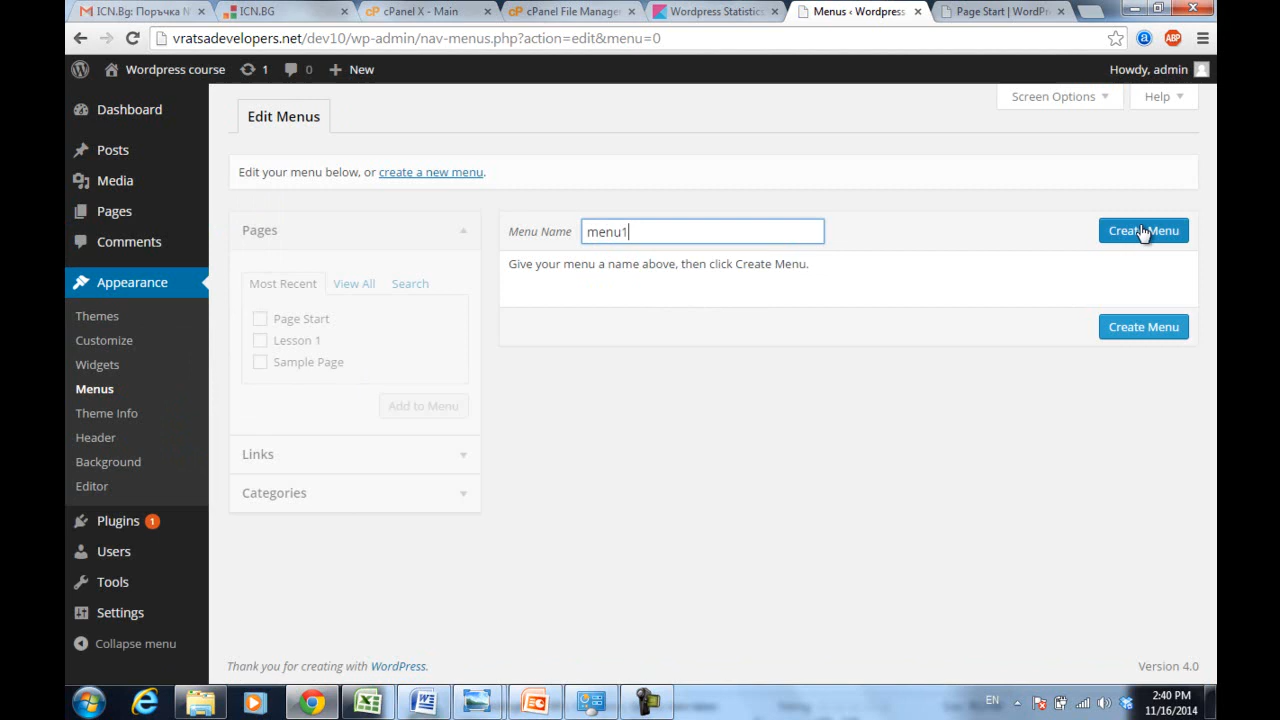 ICN.Bg: Поръчка N
ICN.BG
cPanel X - Main
cPanel File Manager
Wordpress Statistics
Menus ‹ Wordpress
Page Start | WordPr
vratsadevelopers.net/dev10/wp-admin/nav-menus.php?action=edit&menu=0
ABP
Wordpress course
1
0
New
Howdy, admin
Screen Options
Help
Dashboard
Posts
Media
Pages
Comments
Appearance
Themes
Customize
Widgets
Menus
Theme Info
Header
Background
Editor
Plugins 1
Users
Tools
Settings
Collapse menu
Edit Menus
Edit your menu below, or create a new menu.
Pages
Most Recent
View All
Search
Page Start
Lesson 1
Sample Page
Add to Menu
Links
Categories
Menu Name
menu1
Create Menu
Give your menu a name above, then click Create Menu.
Create Menu
Thank you for creating with WordPress.
Version 4.0
EN
2:40 PM
11/16/2014